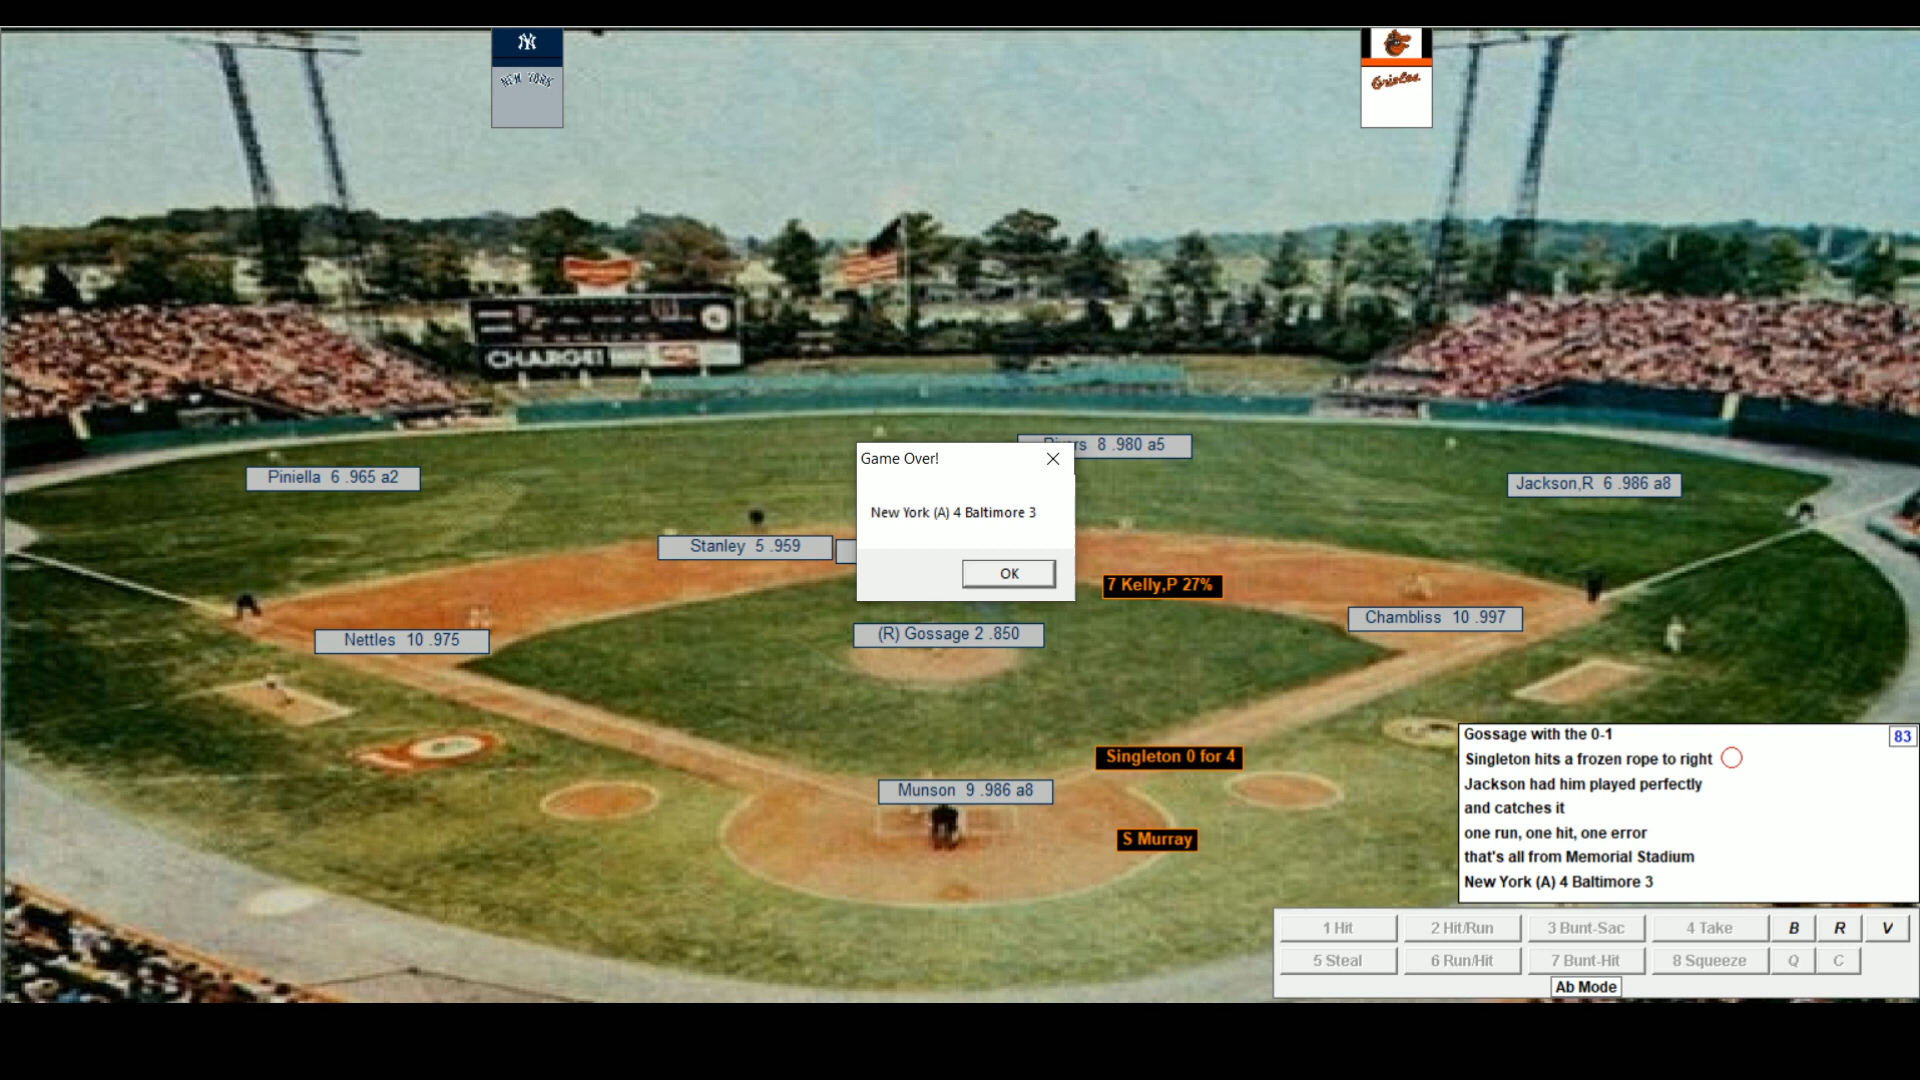 NY
NEW YORK
Orioles
CHARGE!
8 .980 a5
Game Over!
Piniella 6 .965 a2
Jackson,R 6 .986 a8
New York (A) 4 Baltimore 3
Stanley 5 .959
OK
7 Kelly,P 27%
Chambliss 10 .997
(R) Gossage 2 .850
Nettles 10 .975
Gossage with the 0-1
83
Singleton 0 for 4
Singleton hits a frozen rope to right
Jackson had him played perfectly
Munson 9 .986 a8
and catches it
one run, one hit, one error
S Murray
that's all from Memorial Stadium
New York (A) 4 Baltimore 3
1 Hit 2 Hit/Run 3 Bunt-Sac 4 Take B R V
5 Steal 6 Run/Hit 7 Bunt-Hit 8 Squeeze Q C
Ab Mode